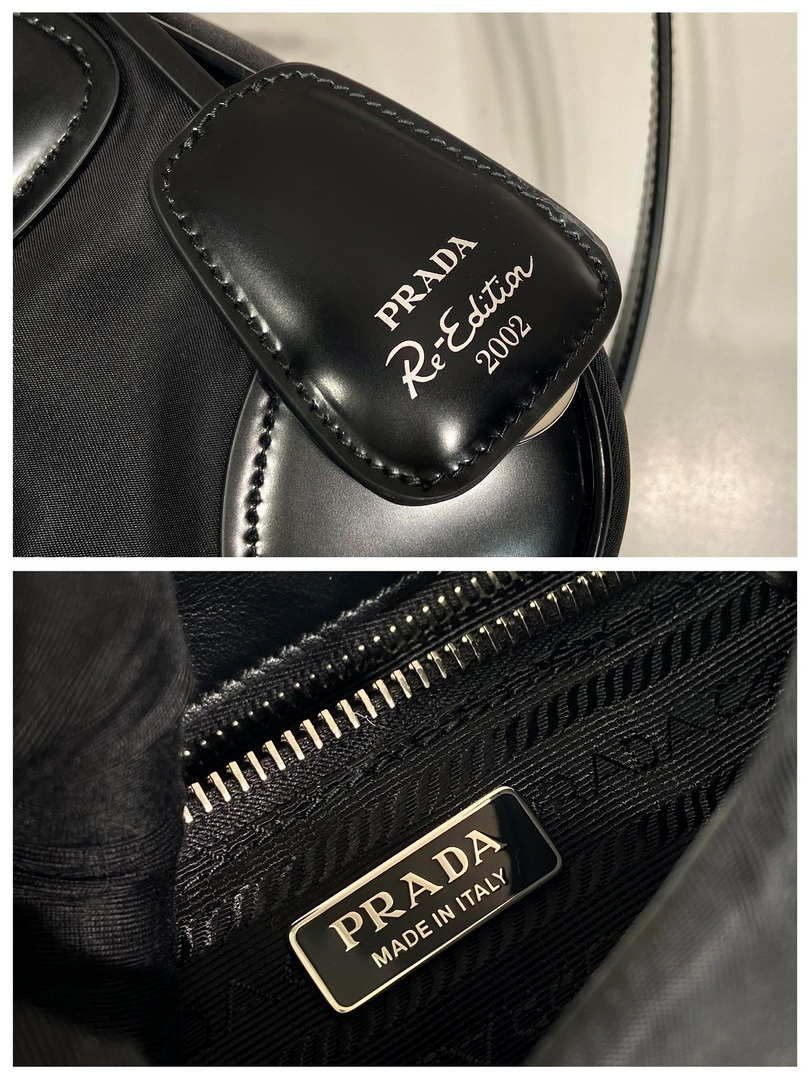 PRADA
Re-Edition
2002
PRADA
MADE IN ITALY